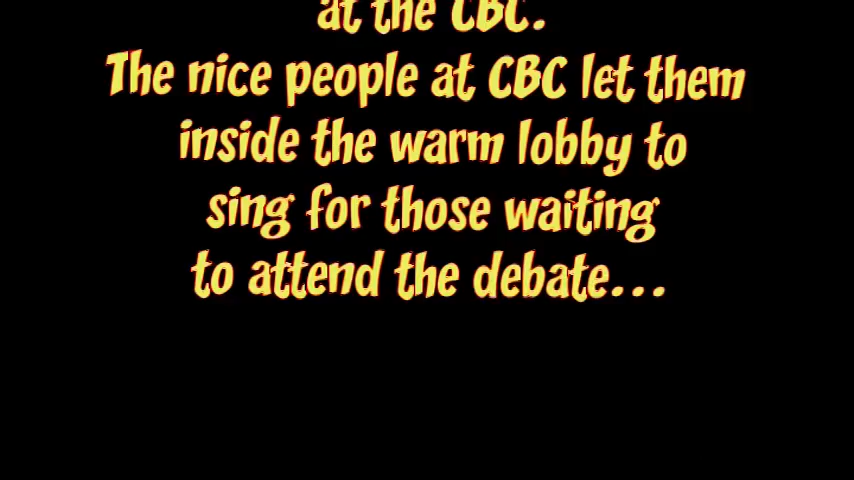 at the CBC.
The nice people at CBC let them
inside the warm lobby to
sing for those waiting
to attend the debate...